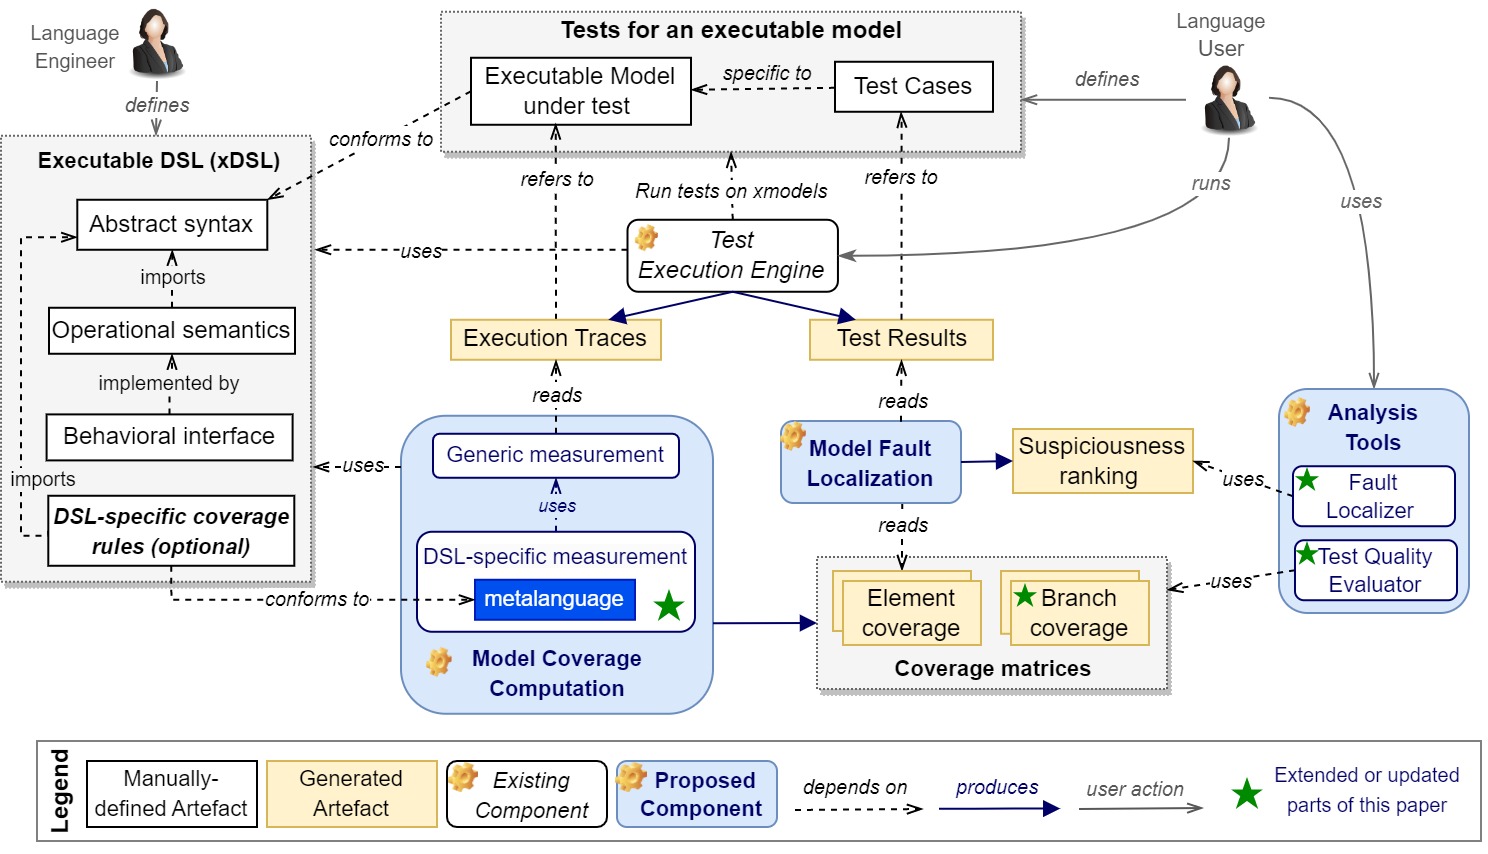 Language
Engineer
defines
Executable DSL (xDSL)
Abstract syntax
imports
Operational semantics
implemented by
Behavioral interface
imports
DSL-specific coverage
rules (optional)
conforms to
Tests for an executable model
Executable Model
under test
specific to
Test Cases
conforms to
refers to
Run tests on xmodels
refers to
defines
Language
User
runs
uses
uses
Test
Execution Engine
Execution Traces
Test Results
reads
reads
uses
Generic measurement
uses
DSL-specific measurement
metalanguage
Model Coverage
Computation
Model Fault
Localization
reads
Suspiciousness
ranking
uses
Analysis
Tools
Fault
Localizer
Test Quality
Evaluator
uses
Element
coverage
Branch
coverage
Coverage matrices
Legend
Manually-
defined Artefact
Generated
Artefact
Existing
Component
Proposed
Component
depends on
produces
user action
Extended or updated
parts of this paper